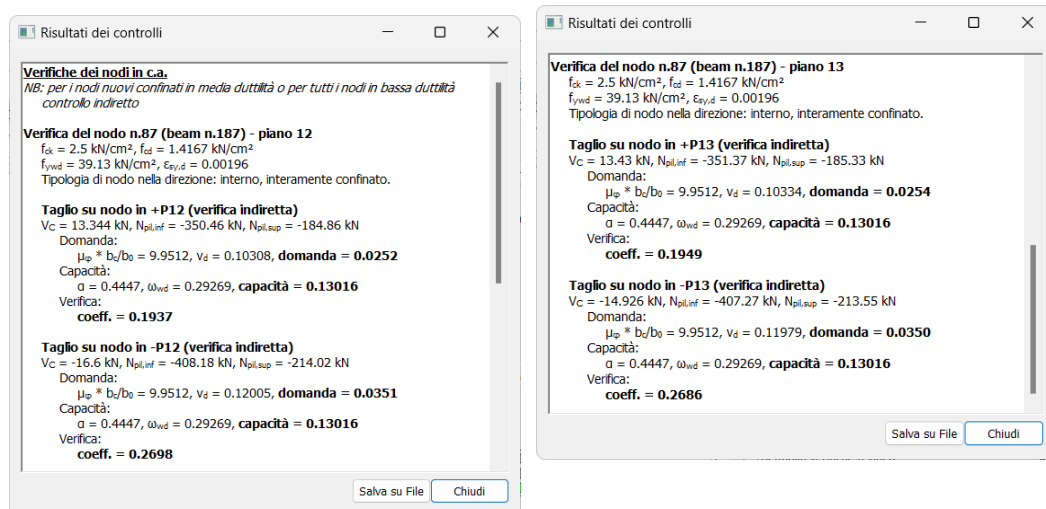 Risultati dei controlli
Verifiche dei nodi in c.a.
NB: per i nodi nuovi confinati in media duttilità o per tutti i nodi in bassa duttilità
controllo indiretto
Verifica del nodo n.87 (beam n.187) - piano 12
fck = 2.5 kN/cm², fcd = 1.4167 kN/cm²
fywd = 39.13 kN/cm², εsy,d = 0.00196
Tipologia di nodo nella direzione: interno, interamente confinato.
Taglio su nodo in +P12 (verifica indiretta)
VC = 13.344 kN, Npil,inf = -350.46 kN, Npil,sup = -184.86 kN
Domanda:
μφ * bc/b0 = 9.9512, νd = 0.10308, domanda = 0.0252
Capacità:
α = 0.4447, ωwd = 0.29269, capacità = 0.13016
Verifica:
coeff. = 0.1937
Taglio su nodo in -P12 (verifica indiretta)
VC = -16.6 kN, Npil,inf = -408.18 kN, Npil,sup = -214.02 kN
Domanda:
μφ * bc/b0 = 9.9512, νd = 0.12005, domanda = 0.0351
Capacità:
α = 0.4447, ωwd = 0.29269, capacità = 0.13016
Verifica:
coeff. = 0.2698
Salva su File
Chiudi
Risultati dei controlli
Verifica del nodo n.87 (beam n.187) - piano 13
fck = 2.5 kN/cm², fcd = 1.4167 kN/cm²
fywd = 39.13 kN/cm², εsy,d = 0.00196
Tipologia di nodo nella direzione: interno, interamente confinato.
Taglio su nodo in +P13 (verifica indiretta)
VC = 13.43 kN, Npil,inf = -351.37 kN, Npil,sup = -185.33 kN
Domanda:
μφ * bc/b0 = 9.9512, νd = 0.10334, domanda = 0.0254
Capacità:
α = 0.4447, ωwd = 0.29269, capacità = 0.13016
Verifica:
coeff. = 0.1949
Taglio su nodo in -P13 (verifica indiretta)
VC = -14.926 kN, Npil,inf = -407.27 kN, Npil,sup = -213.55 kN
Domanda:
μφ * bc/b0 = 9.9512, νd = 0.11979, domanda = 0.0350
Capacità:
α = 0.4447, ωwd = 0.29269, capacità = 0.13016
Verifica:
coeff. = 0.2686
Salva su File
Chiudi